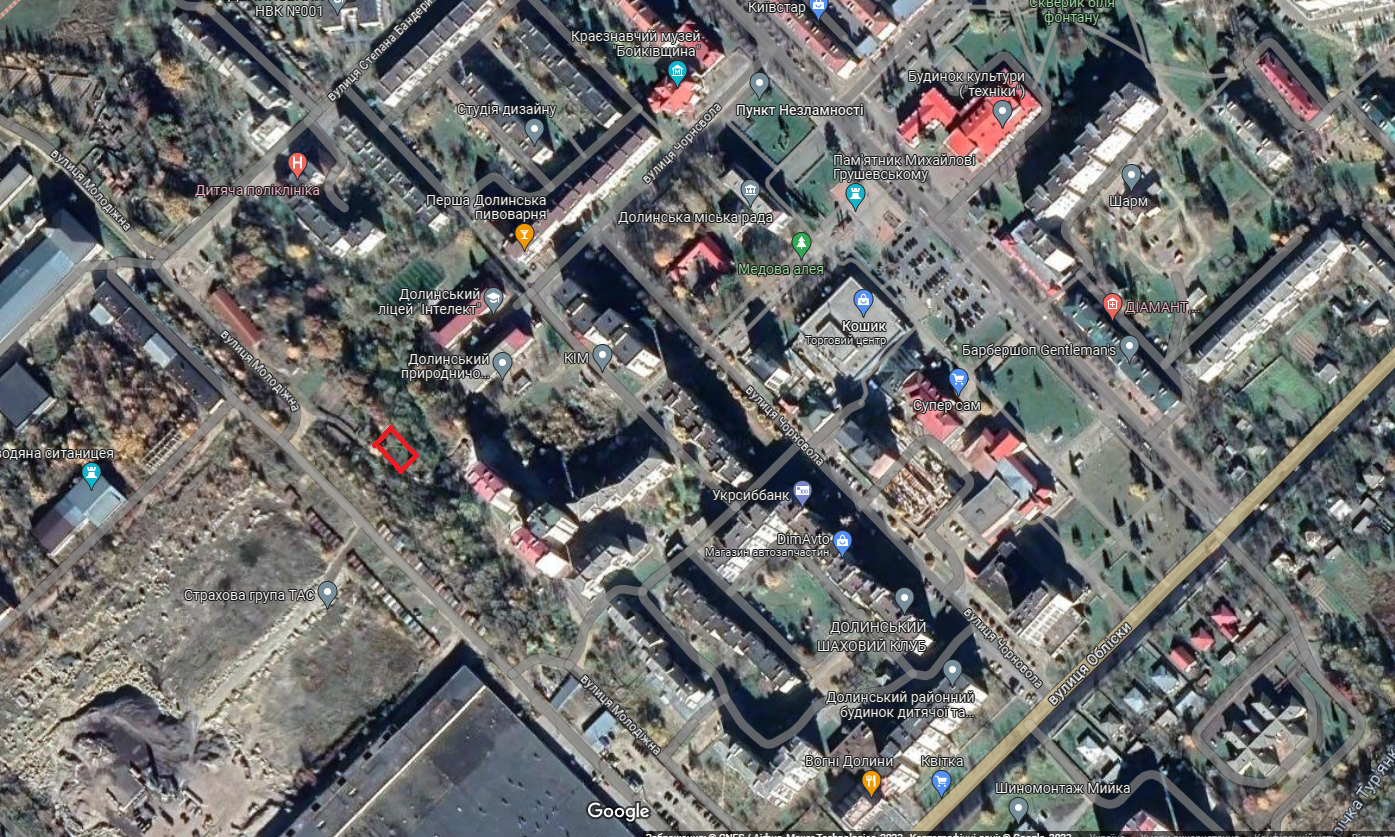 НВК №001
Київстар
Скверик біля
фонтану
Вулиця Степана Бандери
Краєзнавчий музей
"Бойківщина"
Будинок культури
("техніки")
Студія дизайну
Пункт Незламності
Вулиця Чорновола
Вулиця Молодіжна
Дитяча поліклініка
Пам'ятник Михайлові
Грушевському
Шарм
Перша Долинська
пивоварня
Долинська міська рада
Медова алея
Долинський
ліцей "Інтелект"
Кошик
Торговий центр
ДІАМАНТ,...
Вулиця Молодіжна
КІМ
Долинський
природничо...
Барбершоп Gentleman's
Супер сам
Вулиця Чорновола
водяна ситаницея
Укрсиббанк
DimAvto
Магазин автозапчастин
Страхова група ТАС
ДОЛИНСЬКИЙ
ШАХОВИЙ КЛУБ
Вулиця Чорновола
Вулиця Обліски
Вулиця Молодіжна
Долинський районний
будинок дитячої та...
Вогні Долини
Квітка
Шиномонтаж Мийка
Google